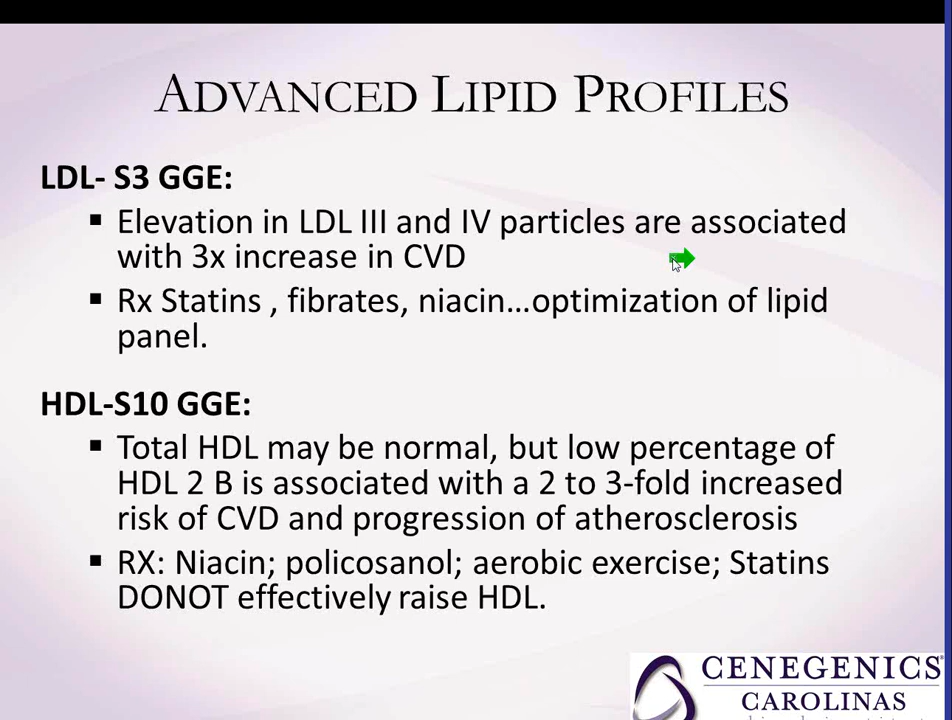 ADVANCED LIPID PROFILES
LDL- S3 GGE:
▪ Elevation in LDL III and IV particles are associated
with 3x increase in CVD
▪ Rx Statins , fibrates, niacin...optimization of lipid
panel.
HDL-S10 GGE:
▪ Total HDL may be normal, but low percentage of
HDL 2 B is associated with a 2 to 3-fold increased
risk of CVD and progression of atherosclerosis
▪ RX: Niacin; policosanol; aerobic exercise; Statins
DONOT effectively raise HDL.
CENEGENICS®
CAROLINAS